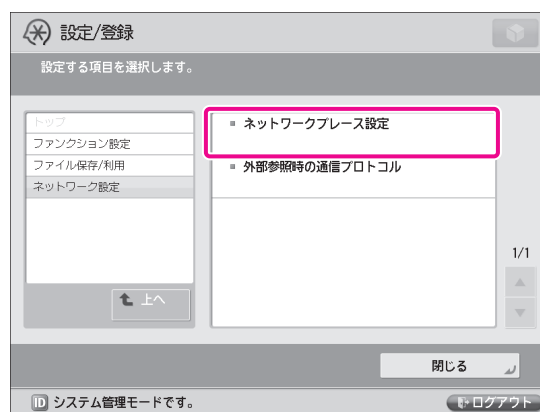 設定/登録
設定する項目を選択します。
トップ
ファンクション設定
ファイル保存/利用
ネットワーク設定
上へ
ネットワークプレース設定
外部参照時の通信プロトコル
1/1
閉じる
ID システム管理モードです。
ログアウト